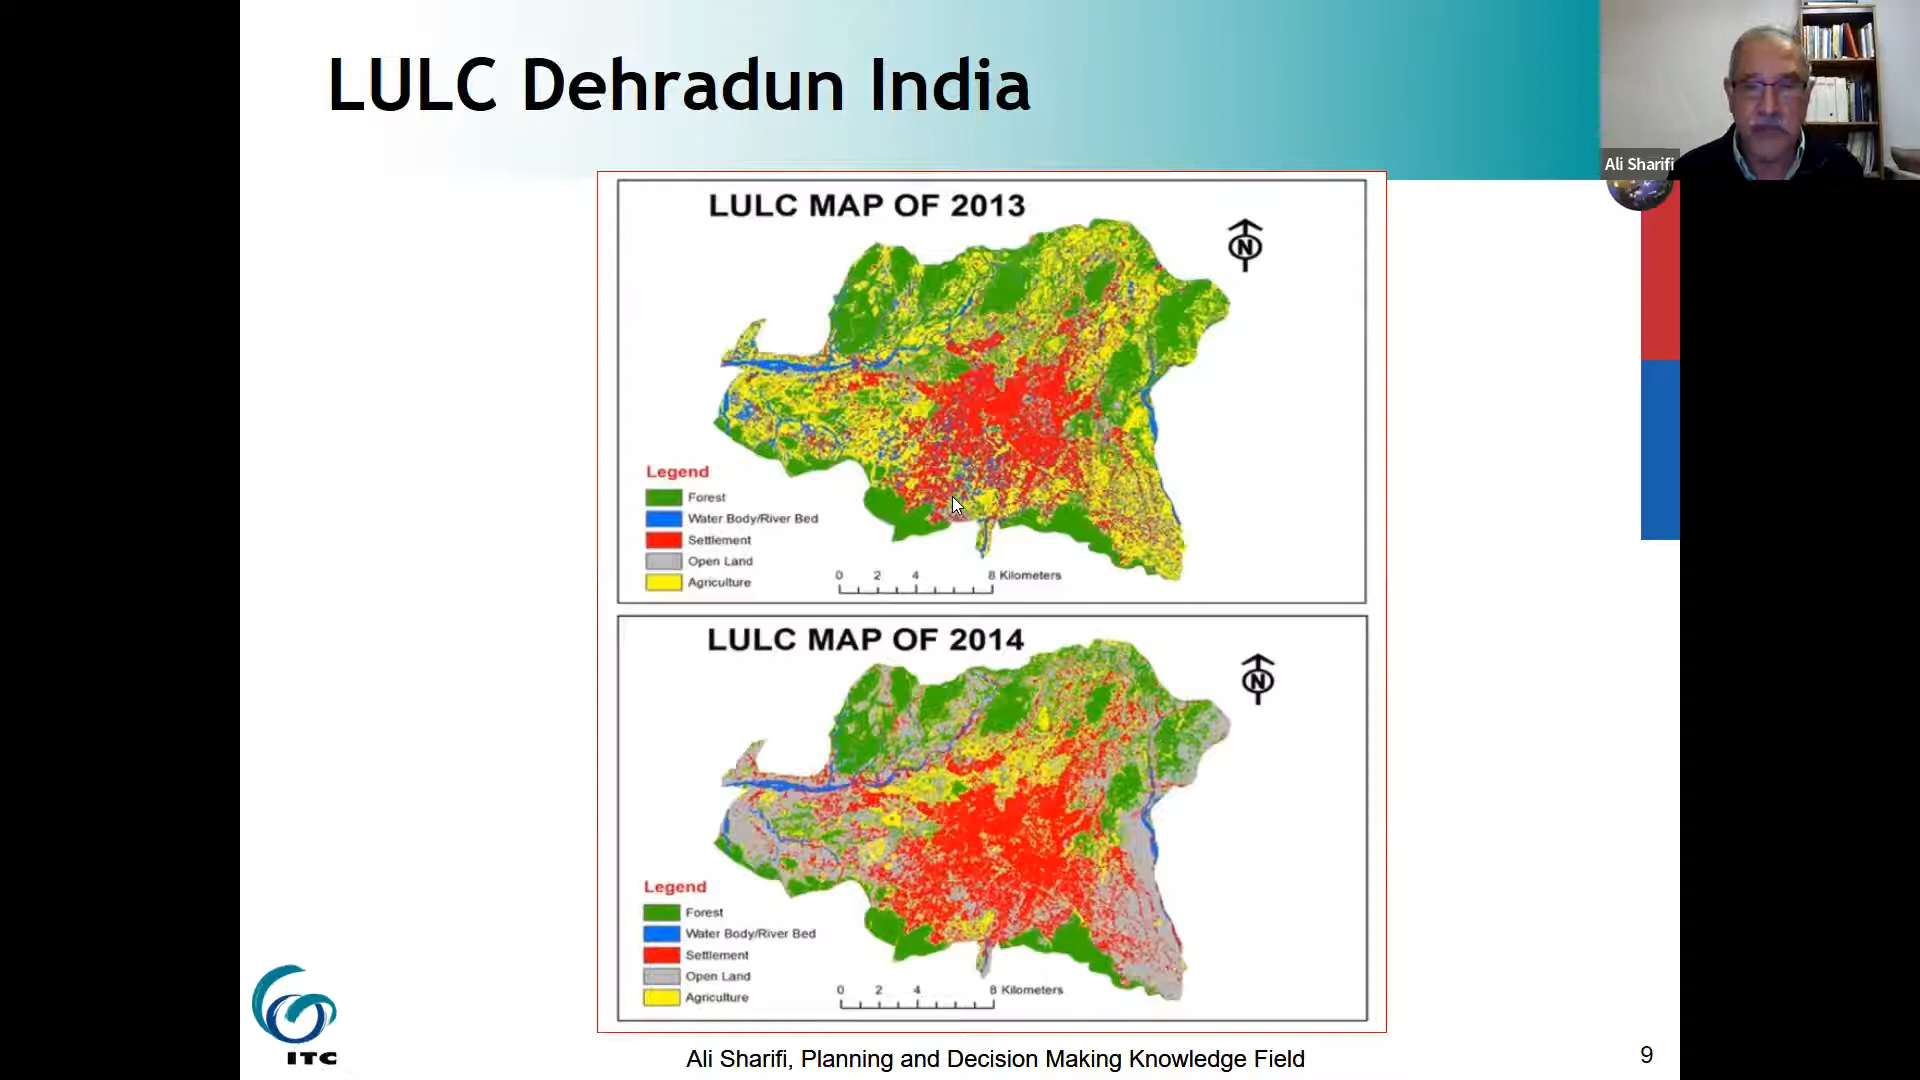 LULC Dehradun India
Ali Sharifi
LULC MAP OF 2013
N
Legend
Forest
Water Body/River Bed
Settlement
Open Land
Agriculture
0 2 4 8 Kilometers
LULC MAP OF 2014
N
Legend
Forest
Water Body/River Bed
Settlement
Open Land
Agriculture
0 2 4 8 Kilometers
ITC
Ali Sharifi, Planning and Decision Making Knowledge Field
9